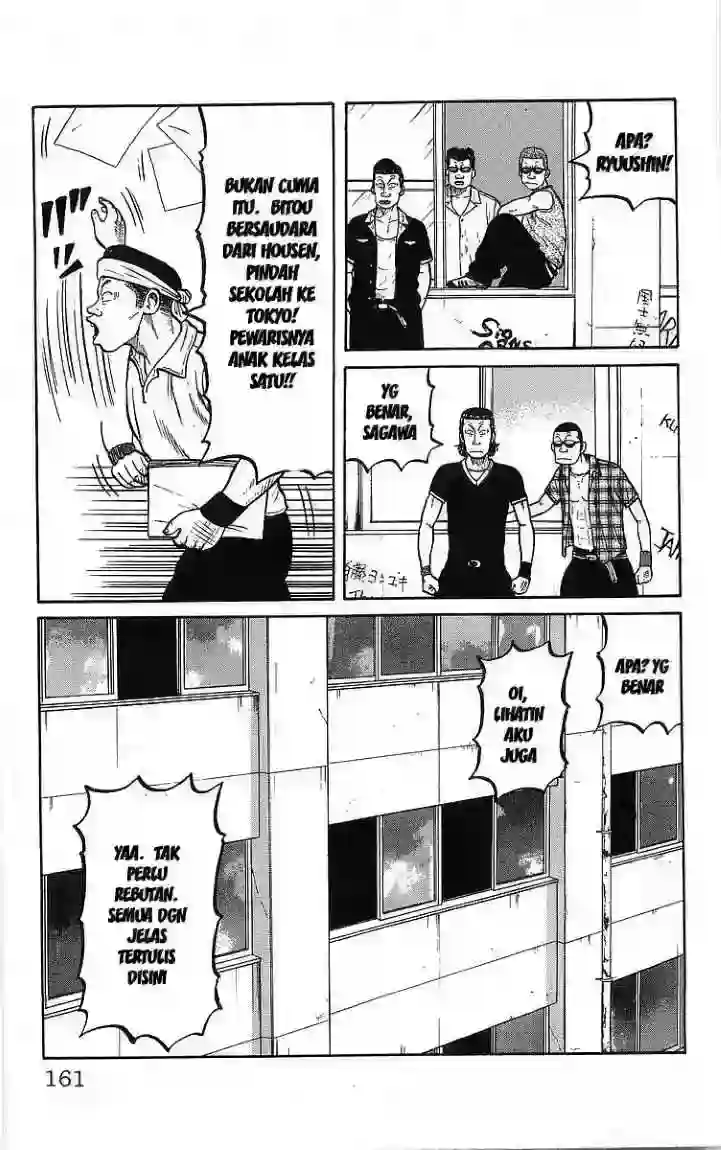 APA?
RYUUSHIN!
BUKAN CUMA
ITU. BITOU
BERSAUDARA
DARI HOUSEN,
PINDAH
SEKOLAH KE
TOKYO!
PEWARISNYA
ANAK KELAS
SATU!!
YG
BENAR,
SAGAWA
APA? YG
BENAR
OI,
LIHATIN
AKU
JUGA
YAA. TAK
PERLU
REBUTAN.
SEMUA DGN
JELAS
TERTULIS
DISINI
161